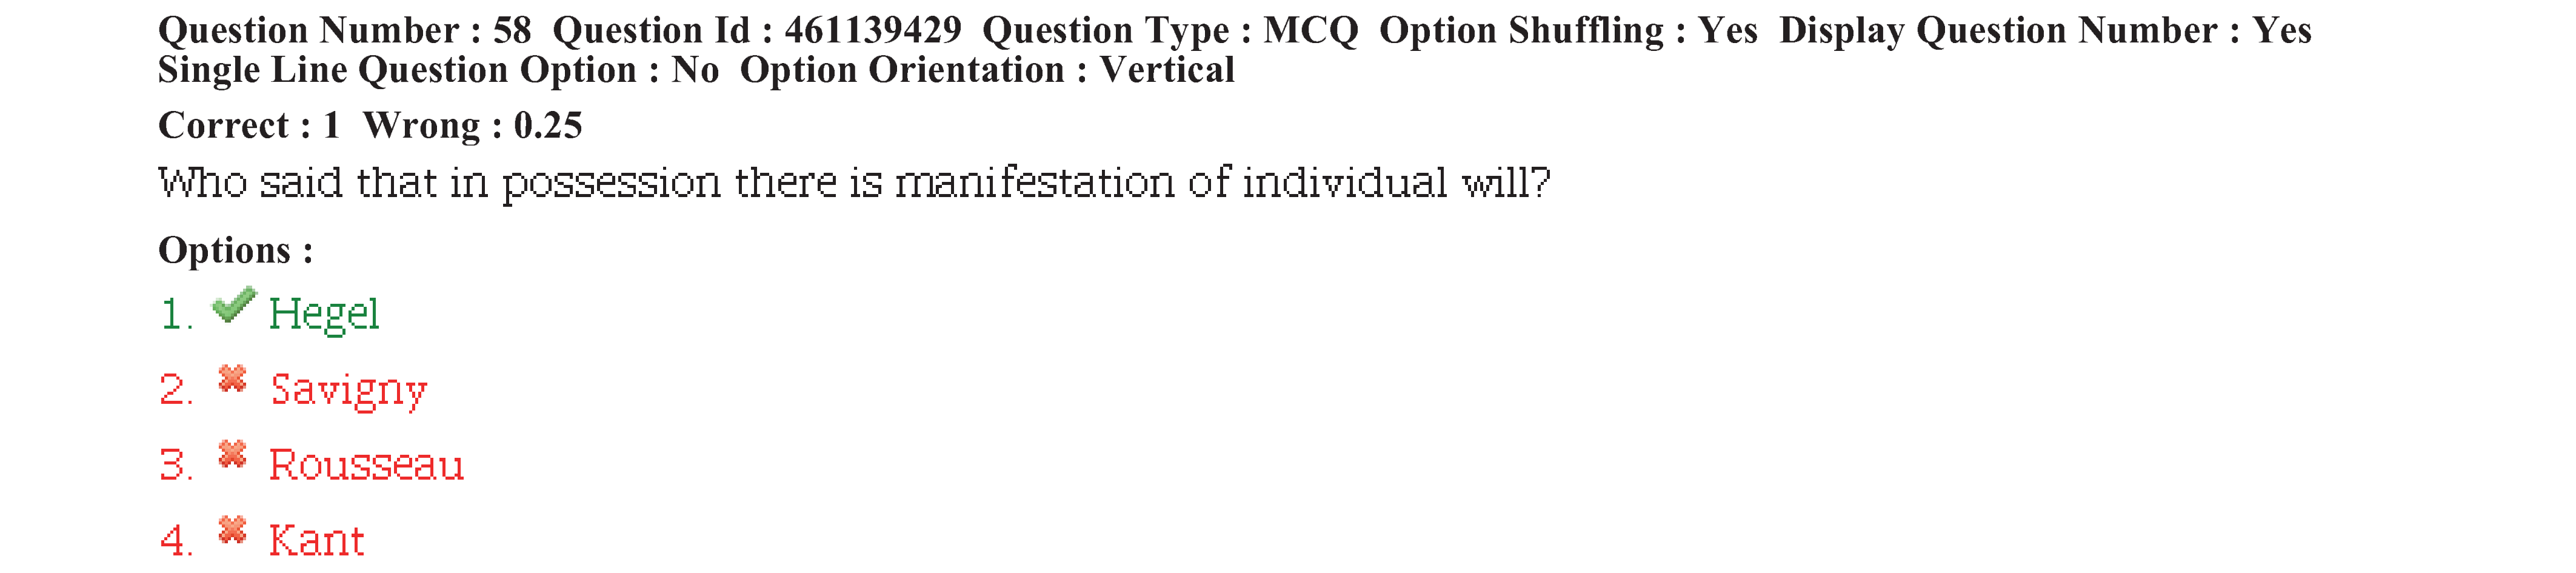 Question Number : 58 Question Id : 461139429 Question Type : MCQ Option Shuffling : Yes Display Question Number : Yes
Single Line Question Option : No Option Orientation : Vertical
Correct : 1 Wrong : 0.25
Who said that in possession there is manifestation of individual will?
Options :
1. Hegel
2. Savigny
3. Rousseau
4. Kant